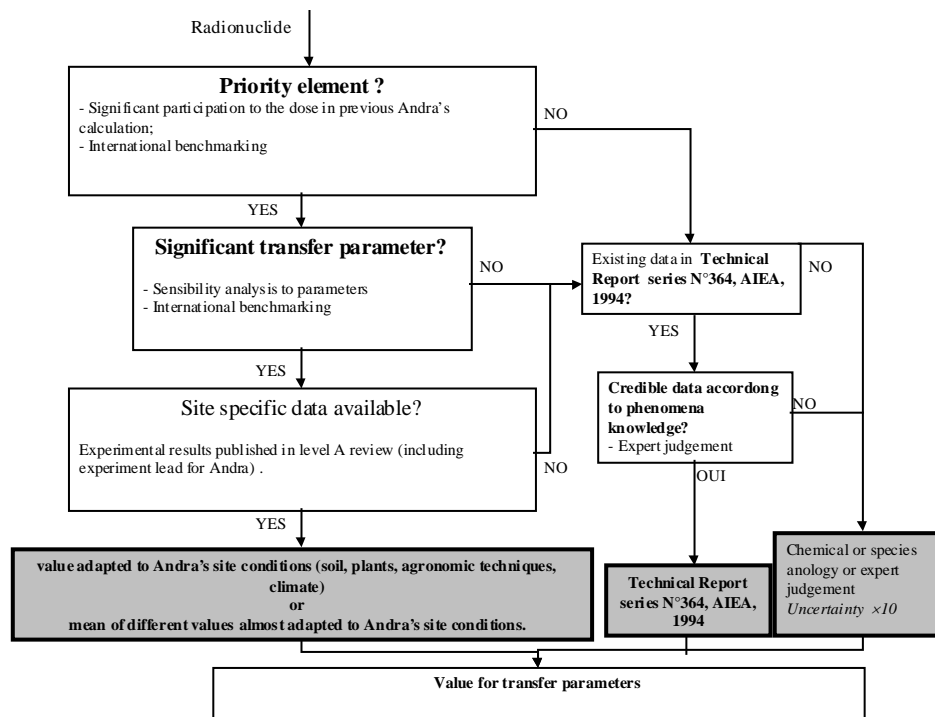 Radionuclide
Priority element ?
- Significant participation to the dose in previous Andra's
calculation;
- International benchmarking
NO
YES
Significant transfer parameter?
- Sensibility analysis to parameters
- International benchmarking
NO
Existing data in Technical
Report series N°364, AIEA,
1994?
NO
YES
YES
Site specific data available?
Experimental results published in level A review (including
experiment lead for Andra) .
NO
Credible data accordong
to phenomena
knowledge?
- Expert judgement
NO
OUI
YES
value adapted to Andra's site conditions (soil, plants, agronomic techniques,
climate)
or
mean of different values almost adapted to Andra's site conditions.
Technical Report
series N°364, AIEA,
1994
Chemical or species
anology or expert
judgement
Uncertainty ×10
Value for transfer parameters